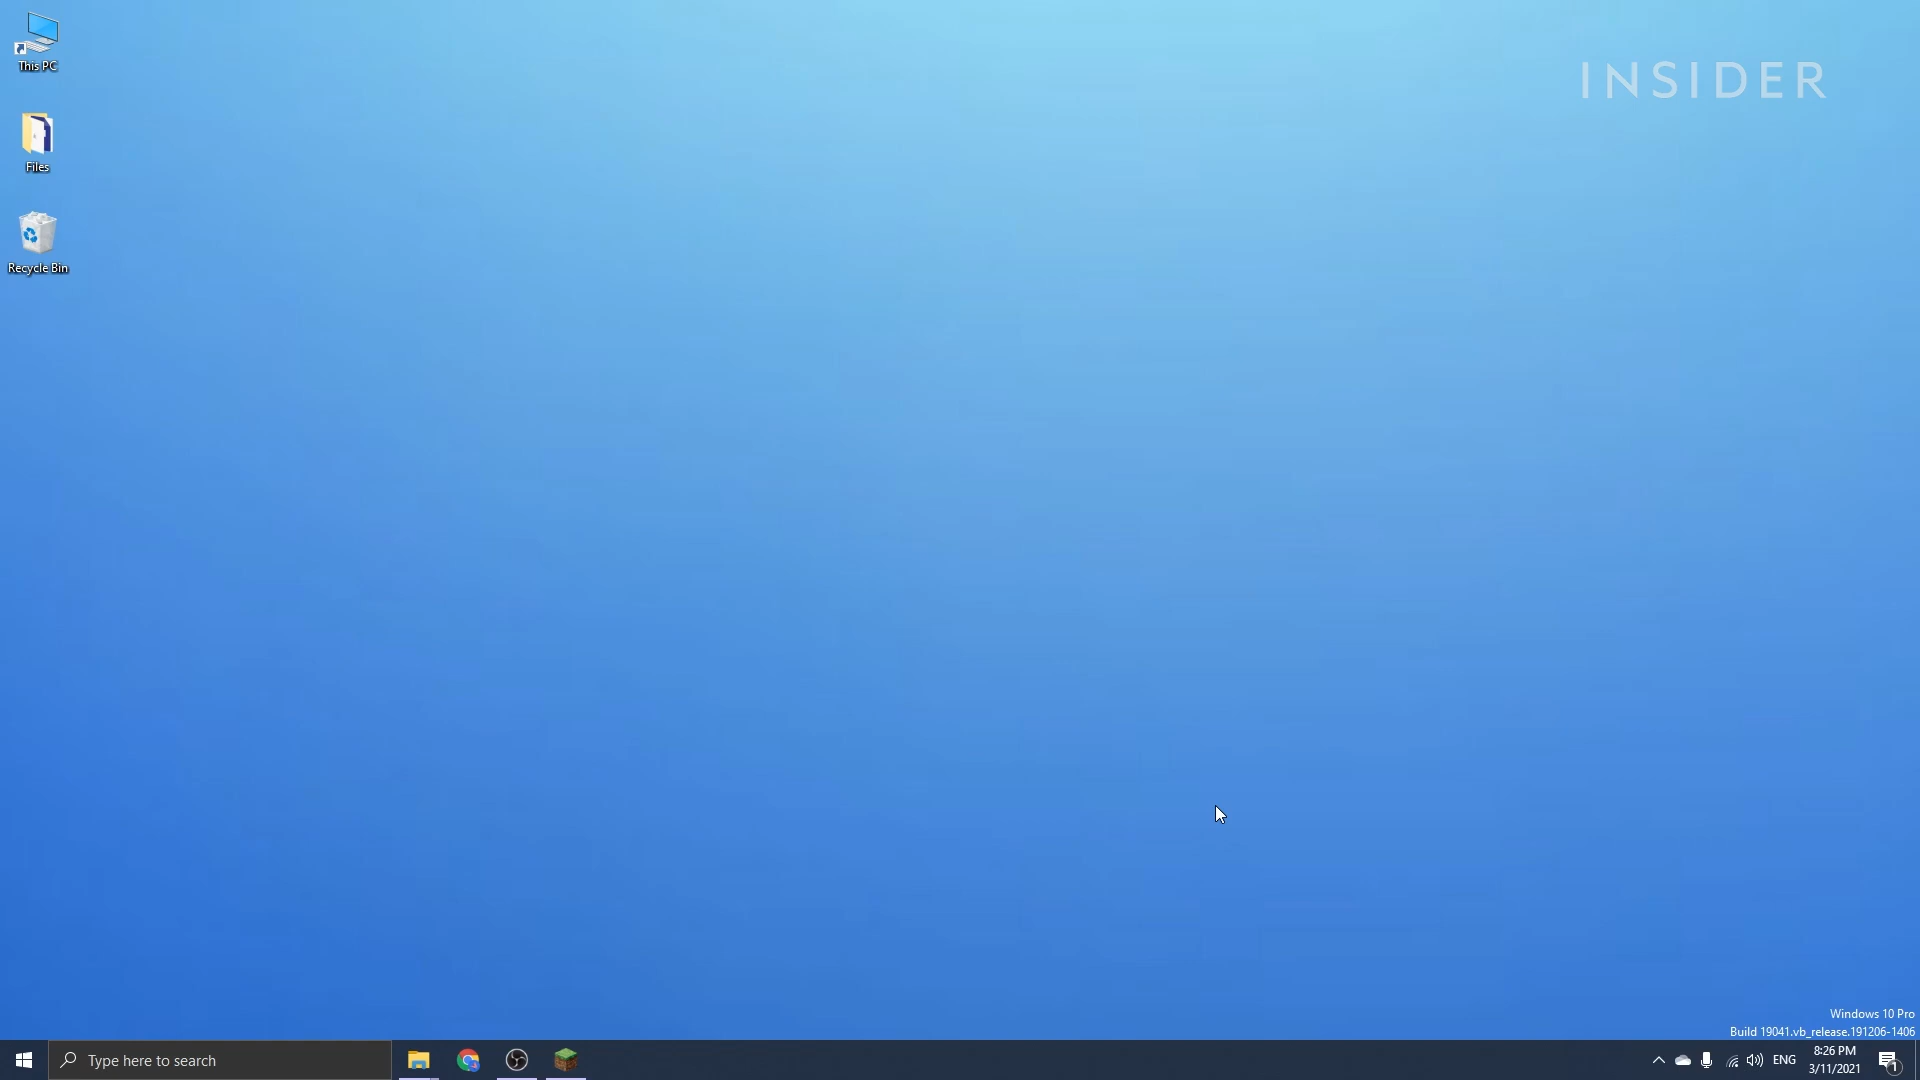 This PC
INSIDER
Files
Recycle Bin
Windows 10 Pro
Build 19041.vb_release.191206-1406
Type here to search
ENG
8:26 PM
3/11/2021
1